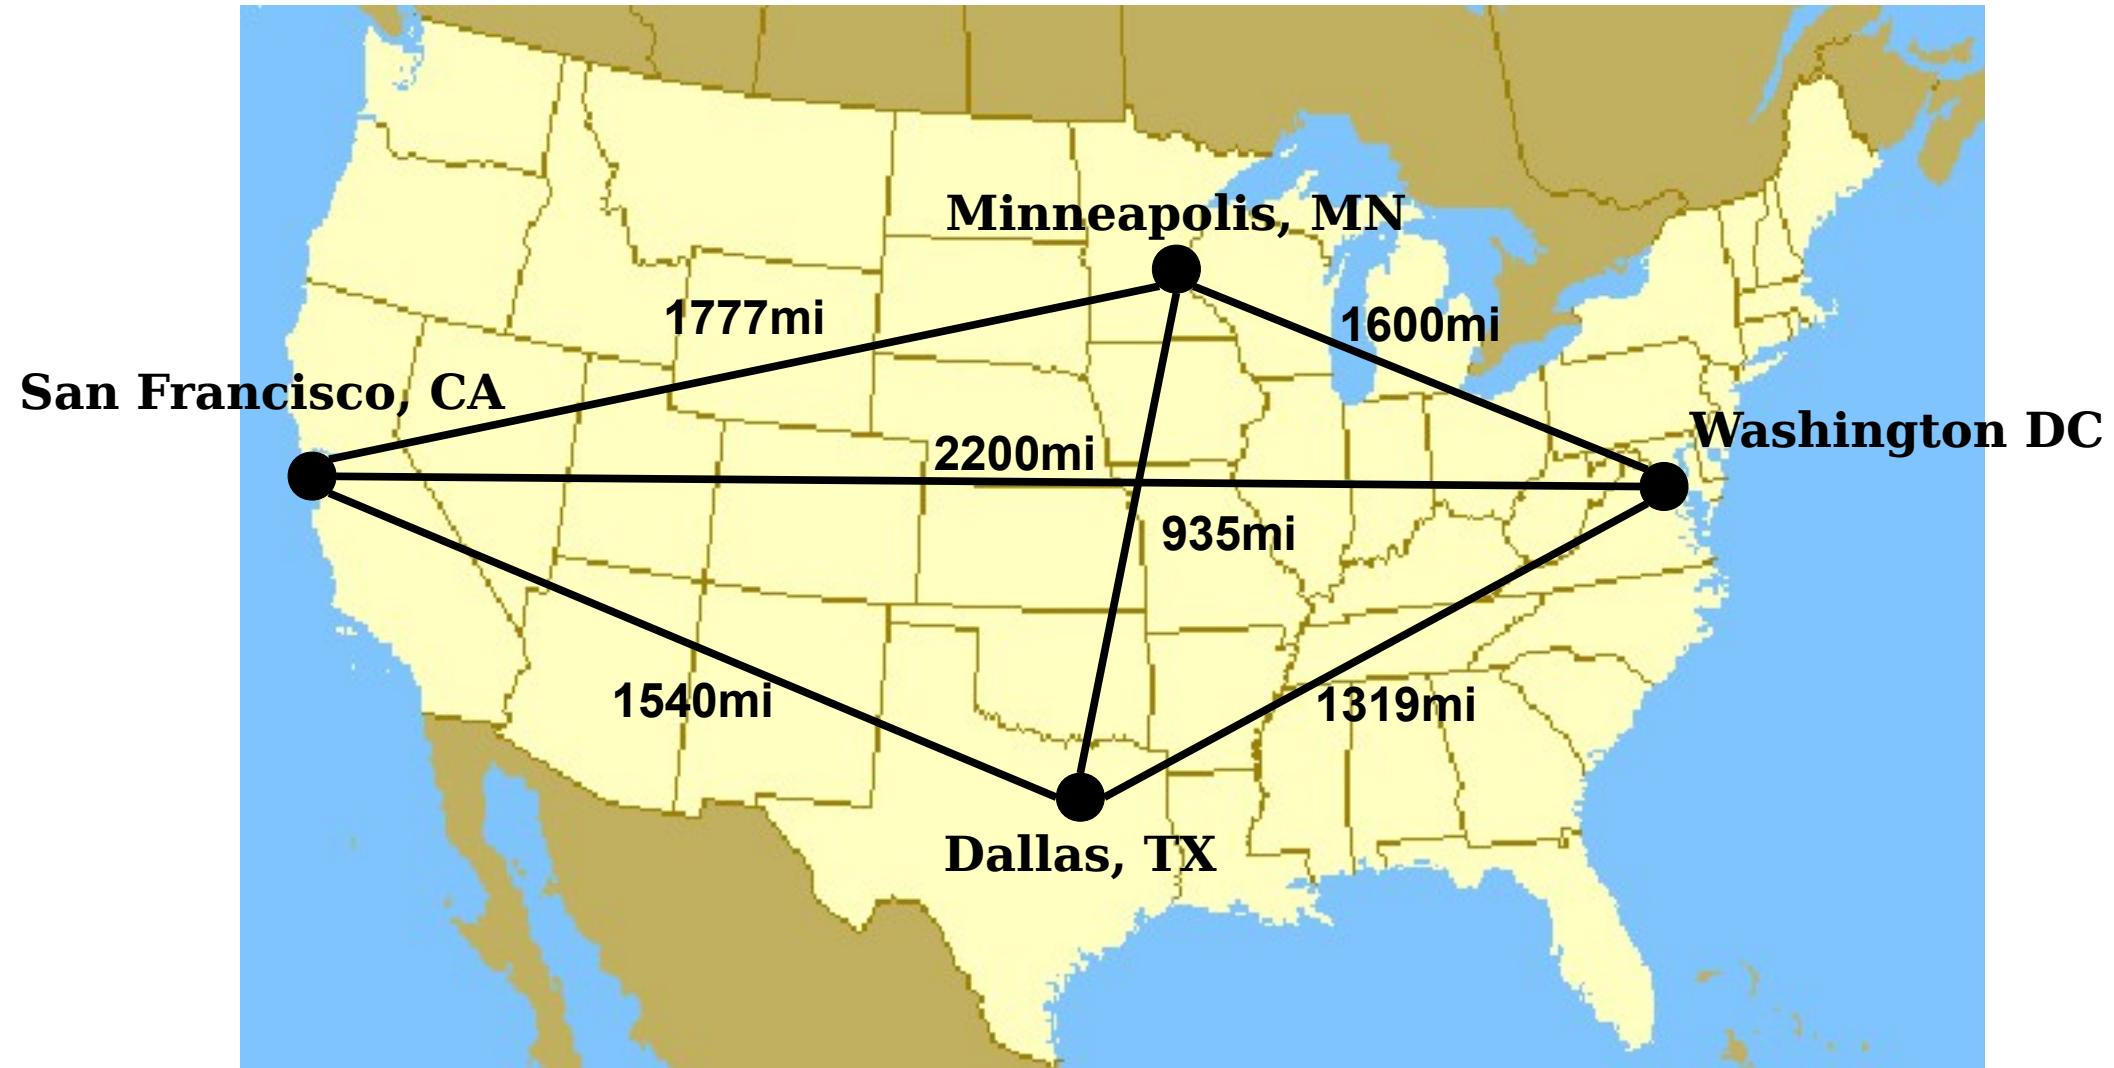 Minneapolis, MN
1777mi
1600mi
San Francisco, CA
Washington DC
2200mi
935mi
1540mi
1319mi
Dallas, TX